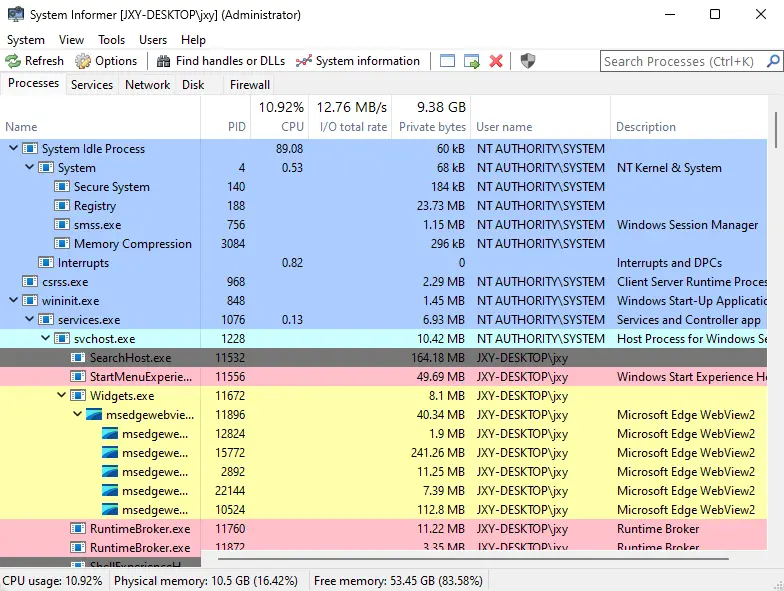 System Informer [JXY-DESKTOP\jxy] (Administrator)
System View Tools Users Help
Refresh Options Find handles or DLLs System information Search Processes (Ctrl+K)
Processes Services Network Disk Firewall
10.92% 12.76 MB/s 9.38 GB
Name PID CPU I/O total rate Private bytes User name Description
System Idle Process 89.08 60 kB NT AUTHORITY\SYSTEM
System 4 0.53 68 kB NT AUTHORITY\SYSTEM NT Kernel & System
Secure System 140 184 kB NT AUTHORITY\SYSTEM
Registry 188 23.73 MB NT AUTHORITY\SYSTEM
smss.exe 756 1.15 MB NT AUTHORITY\SYSTEM Windows Session Manager
Memory Compression 3084 296 kB NT AUTHORITY\SYSTEM
Interrupts 0.82 0 Interrupts and DPCs
csrss.exe 968 2.29 MB NT AUTHORITY\SYSTEM Client Server Runtime Proces
wininit.exe 848 1.45 MB NT AUTHORITY\SYSTEM Windows Start-Up Applicatio
services.exe 1076 0.13 6.93 MB NT AUTHORITY\SYSTEM Services and Controller app
svchost.exe 1228 10.42 MB NT AUTHORITY\SYSTEM Host Process for Windows Se
SearchHost.exe 11532 164.18 MB JXY-DESKTOP\jxy
StartMenuExperie... 11556 49.69 MB JXY-DESKTOP\jxy Windows Start Experience Ho
Widgets.exe 11672 8.1 MB JXY-DESKTOP\jxy
msedgewebvie... 11896 40.34 MB JXY-DESKTOP\jxy Microsoft Edge WebView2
msedgewe... 12824 1.9 MB JXY-DESKTOP\jxy Microsoft Edge WebView2
msedgewe... 15772 241.26 MB JXY-DESKTOP\jxy Microsoft Edge WebView2
msedgewe... 2892 11.25 MB JXY-DESKTOP\jxy Microsoft Edge WebView2
msedgewe... 22144 7.39 MB JXY-DESKTOP\jxy Microsoft Edge WebView2
msedgewe... 10524 112.8 MB JXY-DESKTOP\jxy Microsoft Edge WebView2
RuntimeBroker.exe 11760 11.22 MB JXY-DESKTOP\jxy Runtime Broker
RuntimeBroker.exe 11872 3.35 MB JXY-DESKTOP\jxy Runtime Broker
CPU usage: 10.92% Physical memory: 10.5 GB (16.42%) Free memory: 53.45 GB (83.58%)